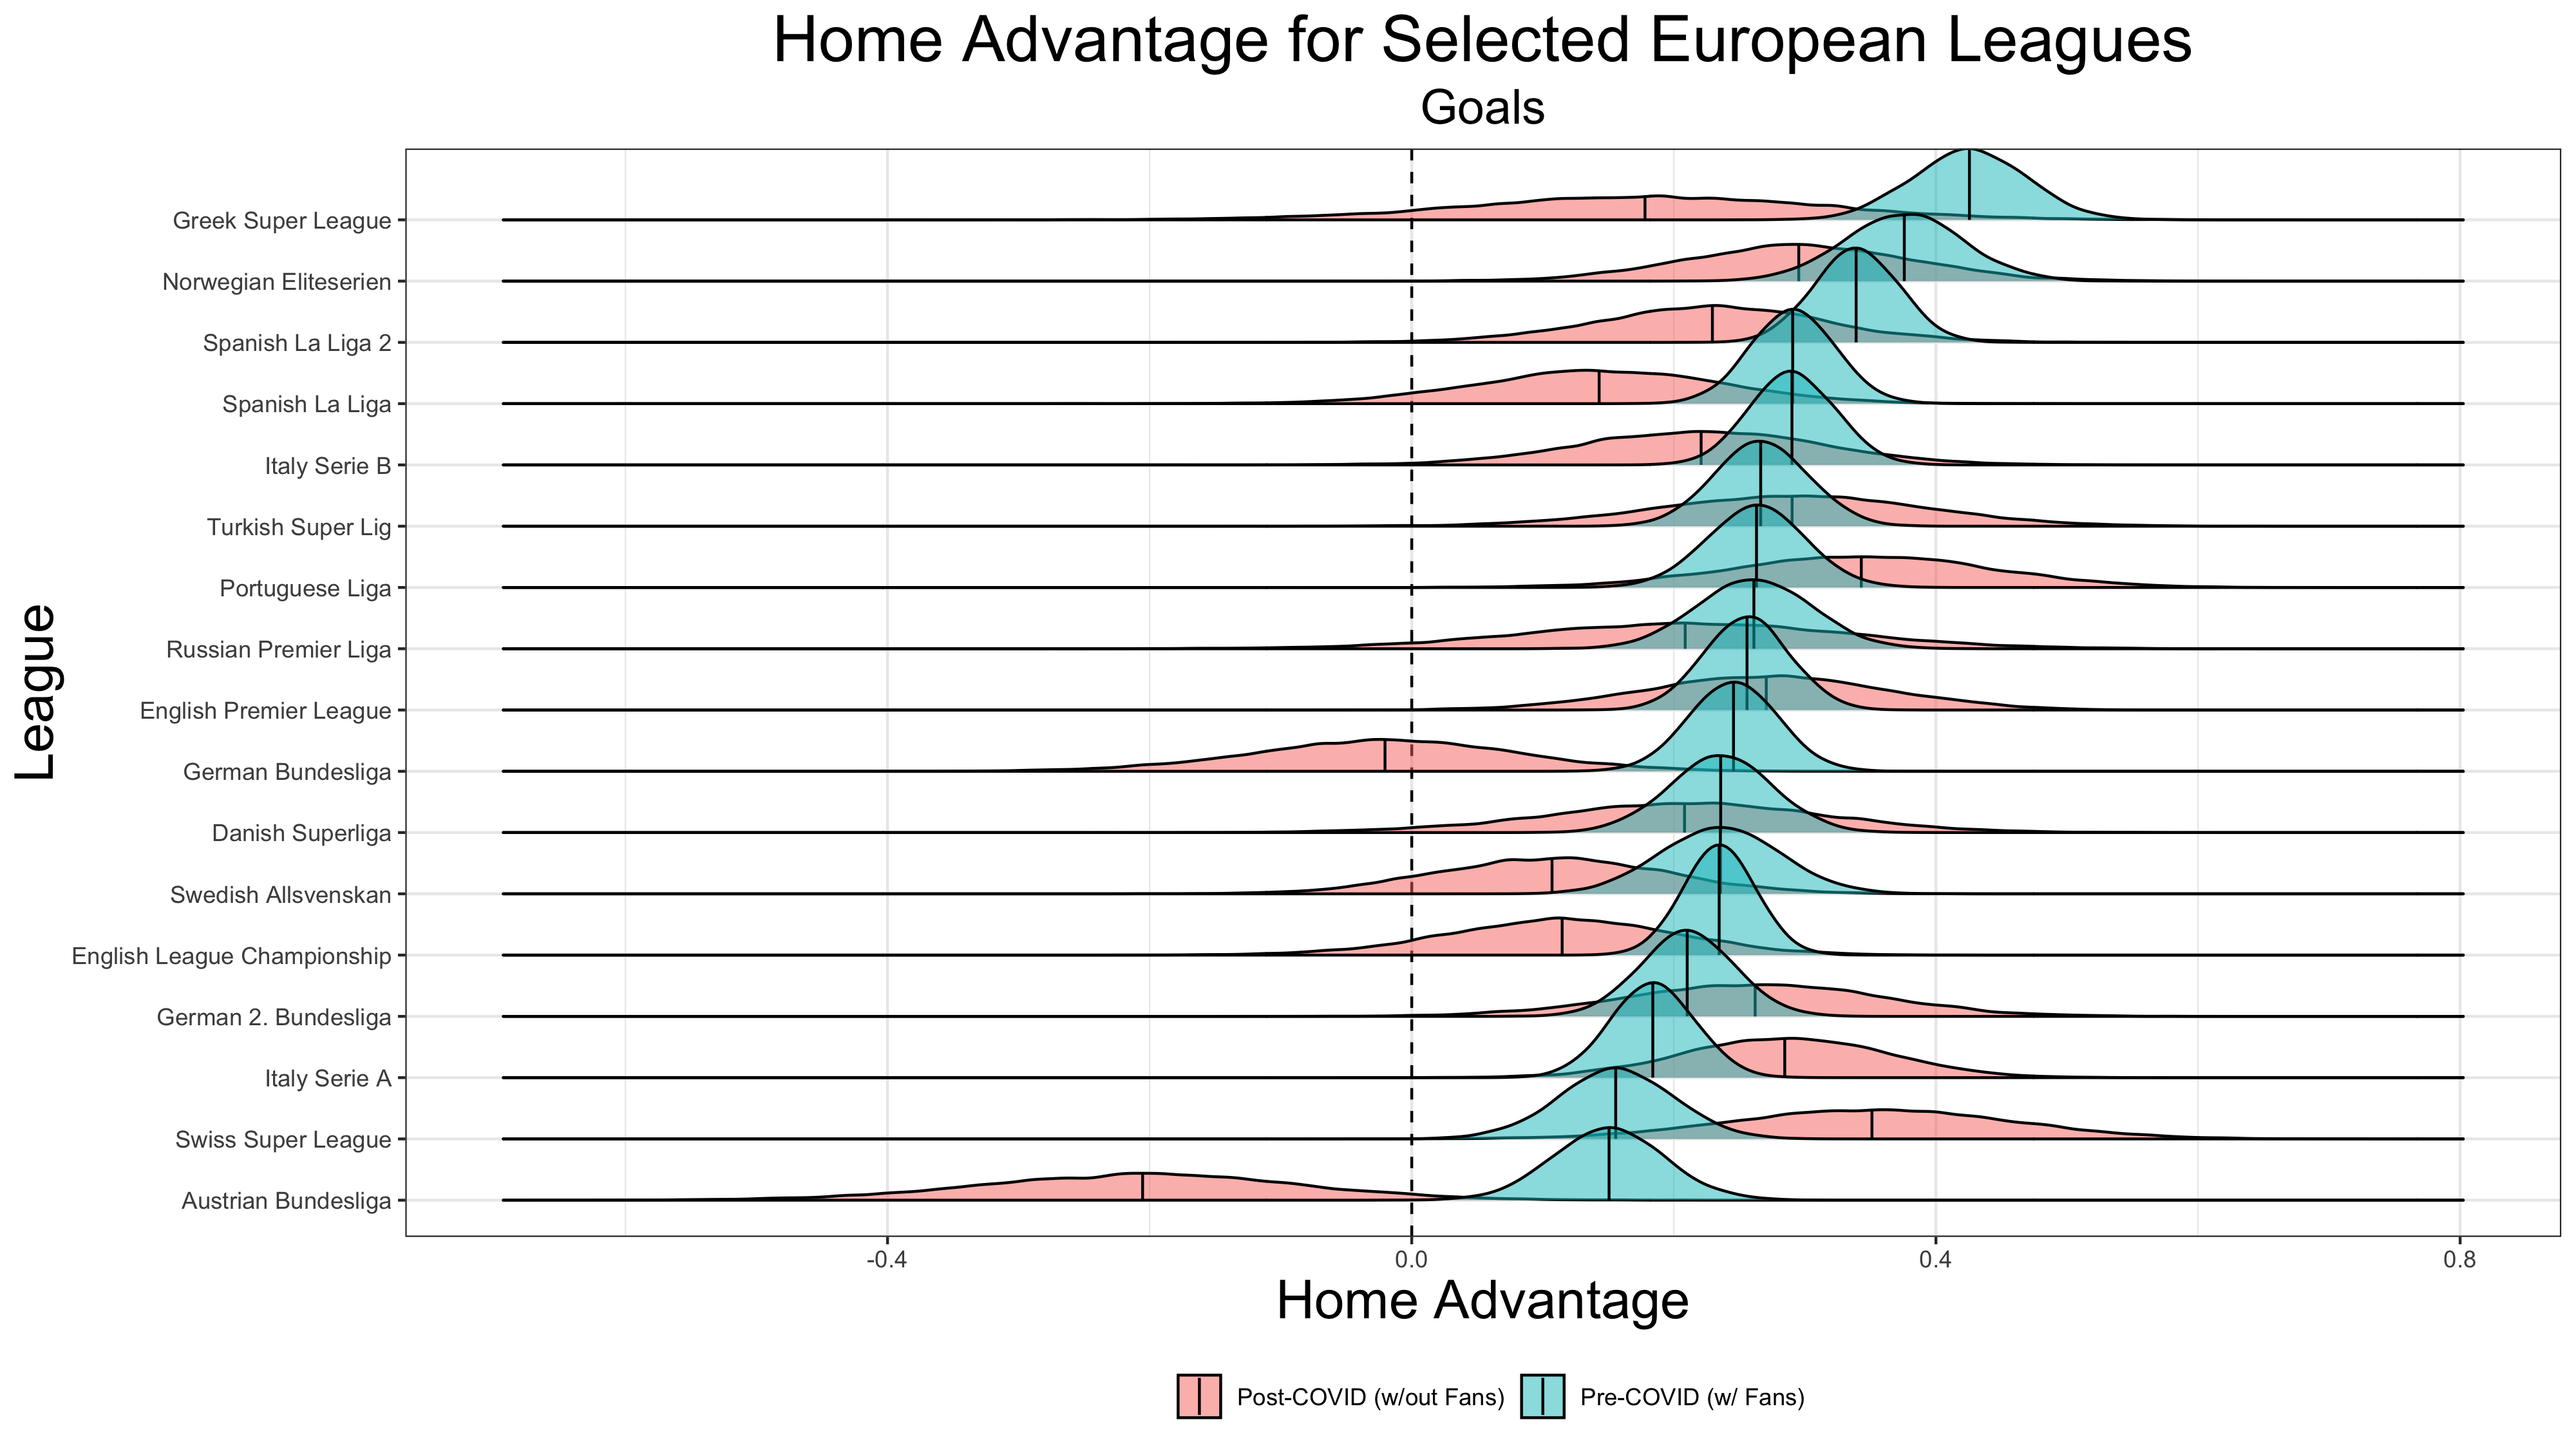 Home Advantage for Selected European Leagues
Goals
League
Greek Super League
Norwegian Eliteserien
Spanish La Liga 2
Spanish La Liga
Italy Serie B
Turkish Super Lig
Portuguese Liga
Russian Premier Liga
English Premier League
German Bundesliga
Danish Superliga
Swedish Allsvenskan
English League Championship
German 2. Bundesliga
Italy Serie A
Swiss Super League
Austrian Bundesliga
-0.4 0.0 0.4 0.8
Home Advantage
Post-COVID (w/out Fans) Pre-COVID (w/ Fans)